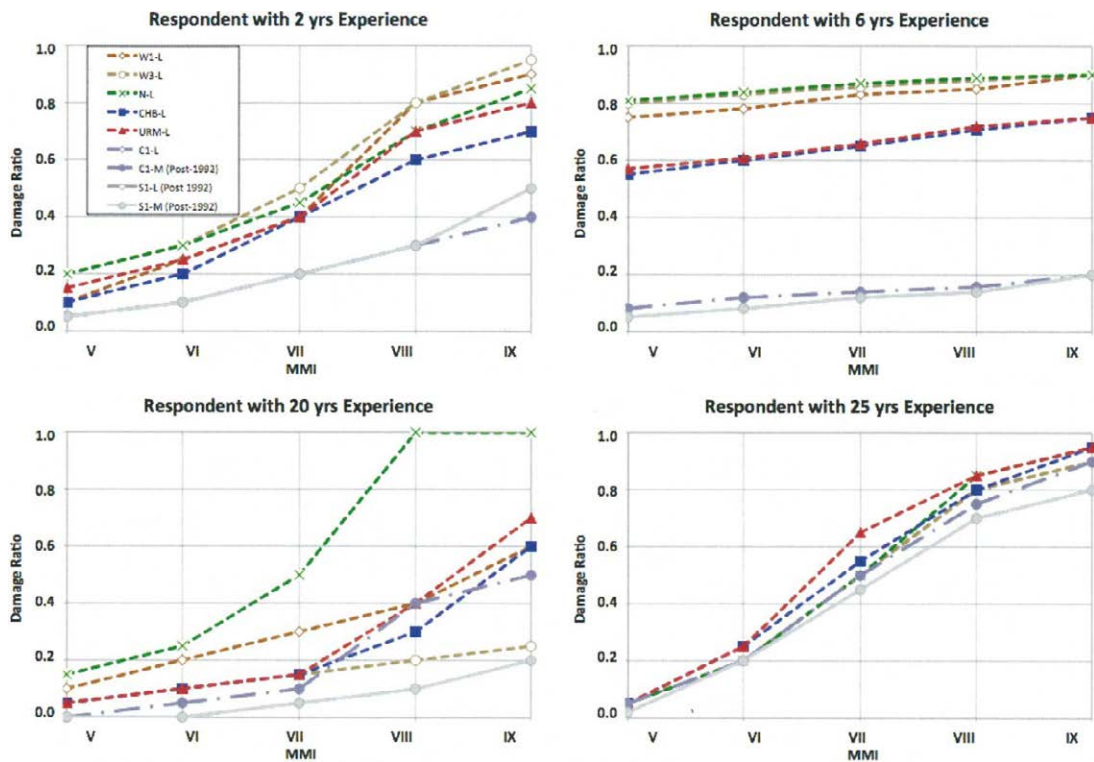 Respondent with 2 yrs Experience
1.0
0.8
0.6
0.4
0.2
0.0
Damage Ratio
W1-L
W3-L
N-L
CHB-L
URM-L
C1-L
C1-M (Post-1992)
S1-L (Post 1992)
S1-M (Post-1992)
V VI VII VIII IX
MMI
Respondent with 6 yrs Experience
1.0
0.8
0.6
0.4
0.2
0.0
Damage Ratio
V VI VII VIII IX
MMI
Respondent with 20 yrs Experience
1.0
0.8
0.6
0.4
0.2
0.0
Damage Ratio
V VI VII VIII IX
MMI
Respondent with 25 yrs Experience
1.0
0.8
0.6
0.4
0.2
0.0
Damage Ratio
V VI VII VIII IX
MMI